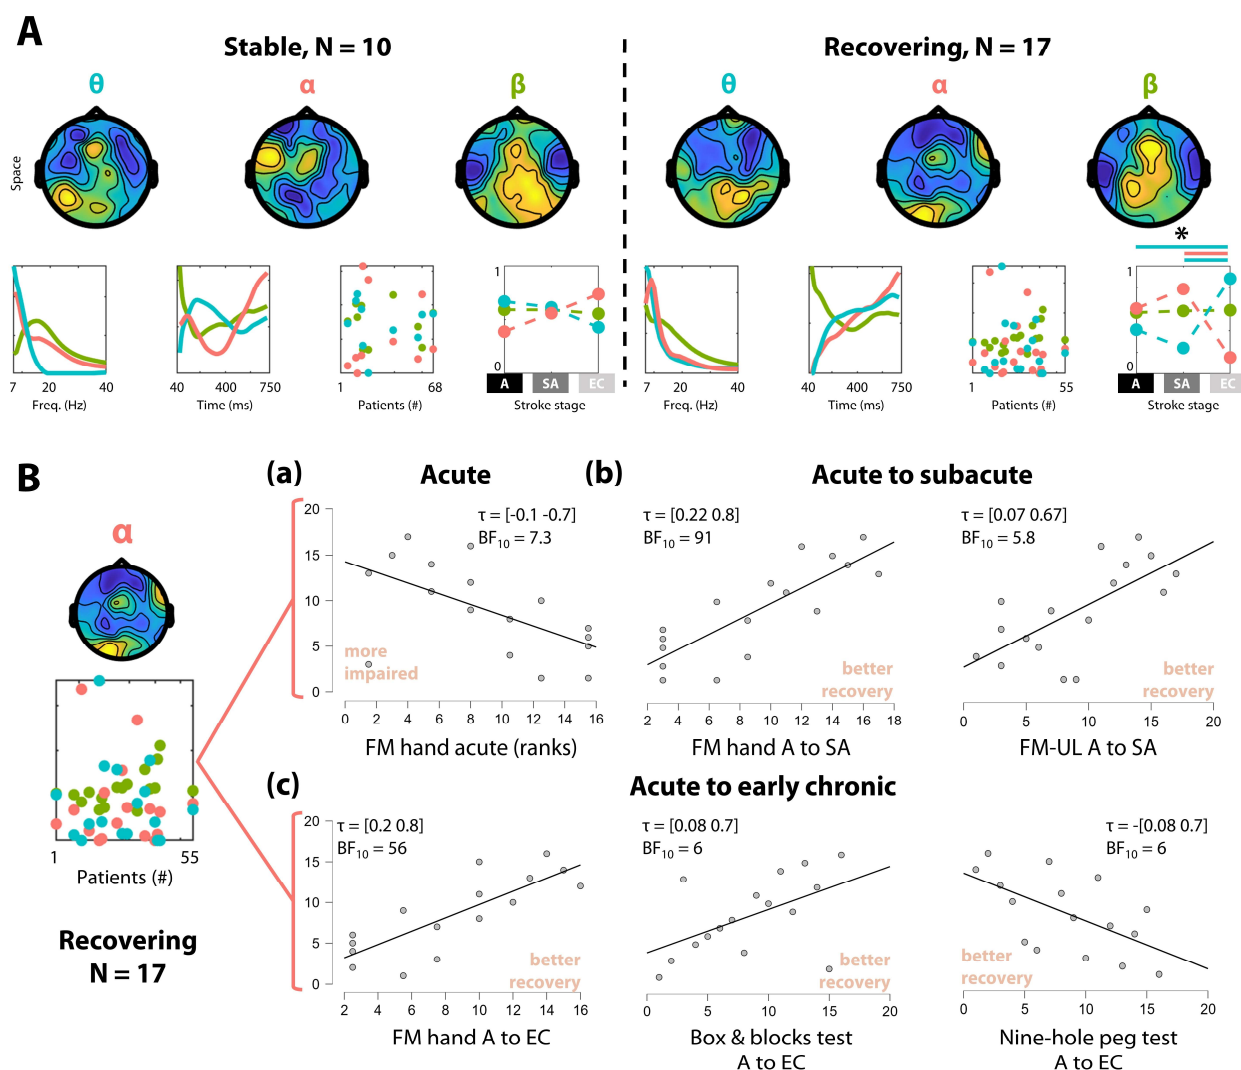 A
Stable, N = 10
Recovering, N = 17
θ
α
β
θ
α
β
Space
*
1
0
1
0
7 20 40
40 400 750
1 68
A SA EC
7 20 40
40 400 750
1 55
A SA EC
Freq. (Hz)
Time (ms)
Patients (#)
Stroke stage
Freq. (Hz)
Time (ms)
Patients (#)
Stroke stage
B
(a)
Acute
(b)
Acute to subacute
α
20
15
10
5
0
τ = [-0.1 -0.7]
BF10 = 7.3
more
impaired
0 2 4 6 8 10 12 14 16
FM hand acute (ranks)
τ = [0.22 0.8]
BF10 = 91
better
recovery
2 4 6 8 10 12 14 16 18
FM hand A to SA
τ = [0.07 0.67]
BF10 = 5.8
better
recovery
0 5 10 15 20
FM-UL A to SA
1 55
Patients (#)
Recovering
N = 17
(c)
Acute to early chronic
20
15
10
5
0
τ = [0.2 0.8]
BF10 = 56
better
recovery
2 4 6 8 10 12 14 16
FM hand A to EC
τ = [0.08 0.7]
BF10 = 6
better
recovery
0 5 10 15 20
Box & blocks test
A to EC
τ = -[0.08 0.7]
BF10 = 6
better
recovery
0 5 10 15 20
Nine-hole peg test
A to EC